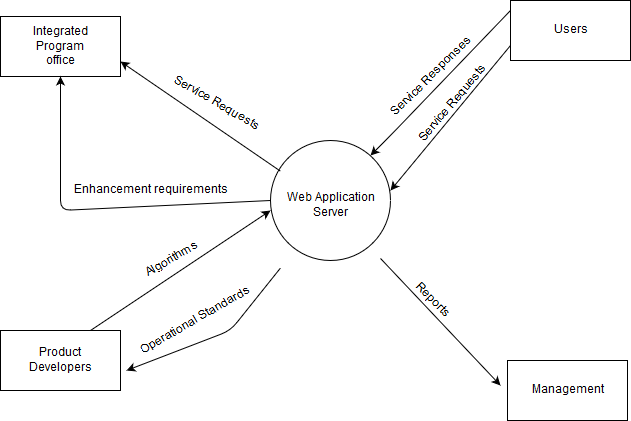 Integrated
Program
office
Users
Service Responses
Service Requests
Service Requests
Enhancement requirements
Web Application
Server
Algorithms
Operational Standards
Reports
Product
Developers
Management